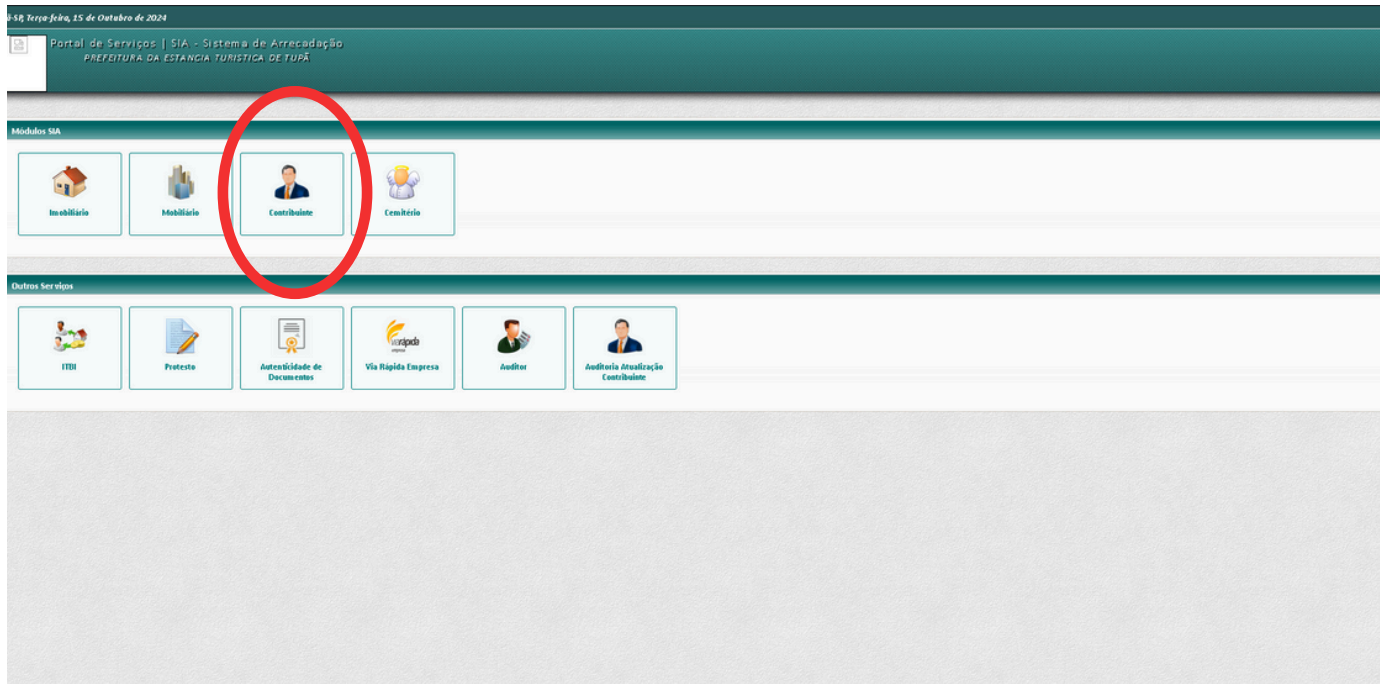 Terça-feira, 15 de Outubro de 2024
Portal de Serviços | SIA - Sistema de Arrecadação
PREFEITURA DA ESTANCIA TURISTICA DE TUPÃ
Módulos SIA
Imobiliário
Mobiliário
Contribuinte
Cemitério
Outros Serviços
ITBI
Protesto
Autenticidade de
Documentos
viarápida
empresa
Via Rápida Empresa
Auditor
Auditoria Atualização
Contribuinte